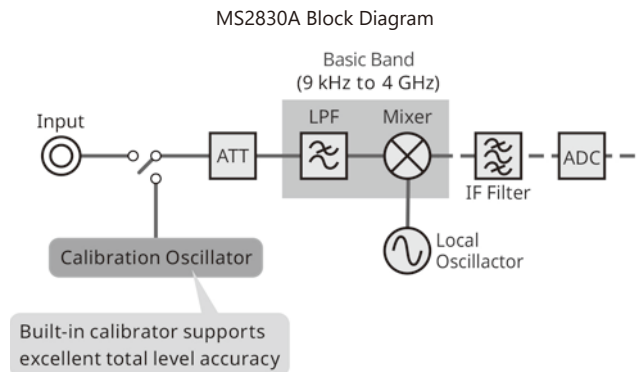 MS2830A Block Diagram
Basic Band
(9 kHz to 4 GHz)
Input
LPF
Mixer
ATT
ADC
IF Filter
Local
Oscillactor
Calibration Oscillator
Built-in calibrator supports
excellent total level accuracy